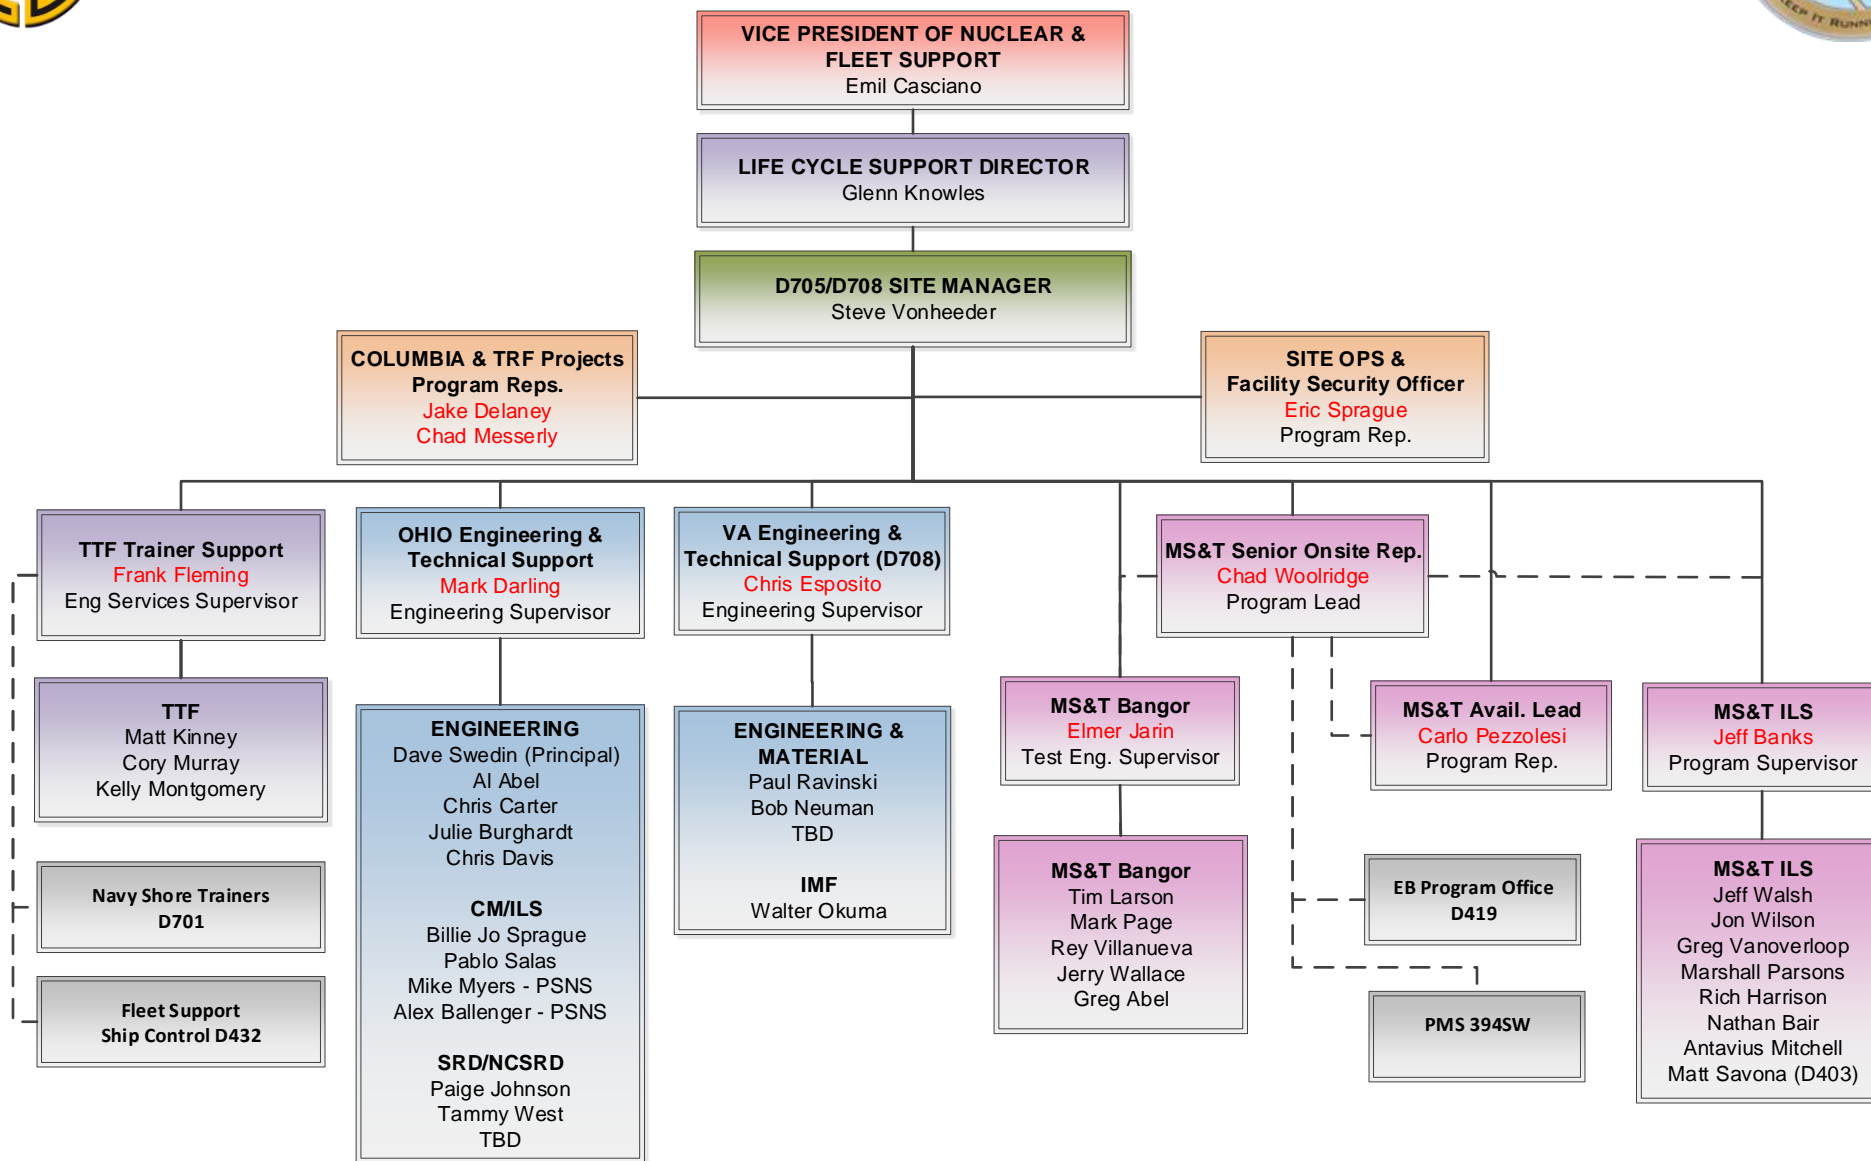 KEEP IT RUNN
VICE PRESIDENT OF NUCLEAR &
FLEET SUPPORT
Emil Casciano
LIFE CYCLE SUPPORT DIRECTOR
Glenn Knowles
D705/D708 SITE MANAGER
Steve Vonheeder
COLUMBIA & TRF Projects
Program Reps.
Jake Delaney
Chad Messerly
SITE OPS &
Facility Security Officer
Eric Sprague
Program Rep.
TTF Trainer Support
Frank Fleming
Eng Services Supervisor
OHIO Engineering &
Technical Support
Mark Darling
Engineering Supervisor
VA Engineering &
Technical Support (D708)
Chris Esposito
Engineering Supervisor
MS&T Senior Onsite Rep.
Chad Woolridge
Program Lead
TTF
Matt Kinney
Cory Murray
Kelly Montgomery
ENGINEERING
Dave Swedin (Principal)
Al Abel
Chris Carter
Julie Burghardt
Chris Davis
CM/ILS
Billie Jo Sprague
Pablo Salas
Mike Myers - PSNS
Alex Ballenger - PSNS
SRD/NCSRD
Paige Johnson
Tammy West
TBD
ENGINEERING &
MATERIAL
Paul Ravinski
Bob Neuman
TBD
IMF
Walter Okuma
MS&T Bangor
Elmer Jarin
Test Eng. Supervisor
MS&T Avail. Lead
Carlo Pezzolesi
Program Rep.
MS&T ILS
Jeff Banks
Program Supervisor
Navy Shore Trainers
D701
Fleet Support
Ship Control D432
MS&T Bangor
Tim Larson
Mark Page
Rey Villanueva
Jerry Wallace
Greg Abel
EB Program Office
D419
PMS 394SW
MS&T ILS
Jeff Walsh
Jon Wilson
Greg Vanoverloop
Marshall Parsons
Rich Harrison
Nathan Bair
Antavius Mitchell
Matt Savona (D403)